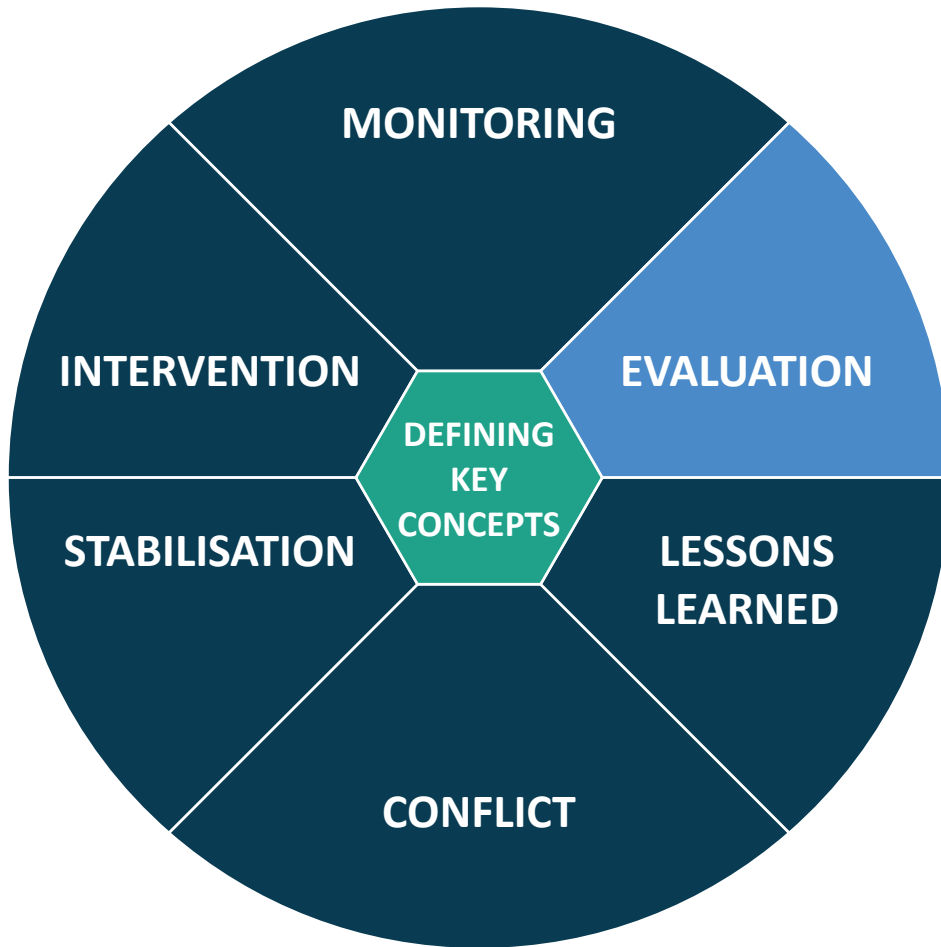 MONITORING
EVALUATION
LESSONS
LEARNED
CONFLICT
STABILISATION
INTERVENTION
DEFINING
KEY
CONCEPTS